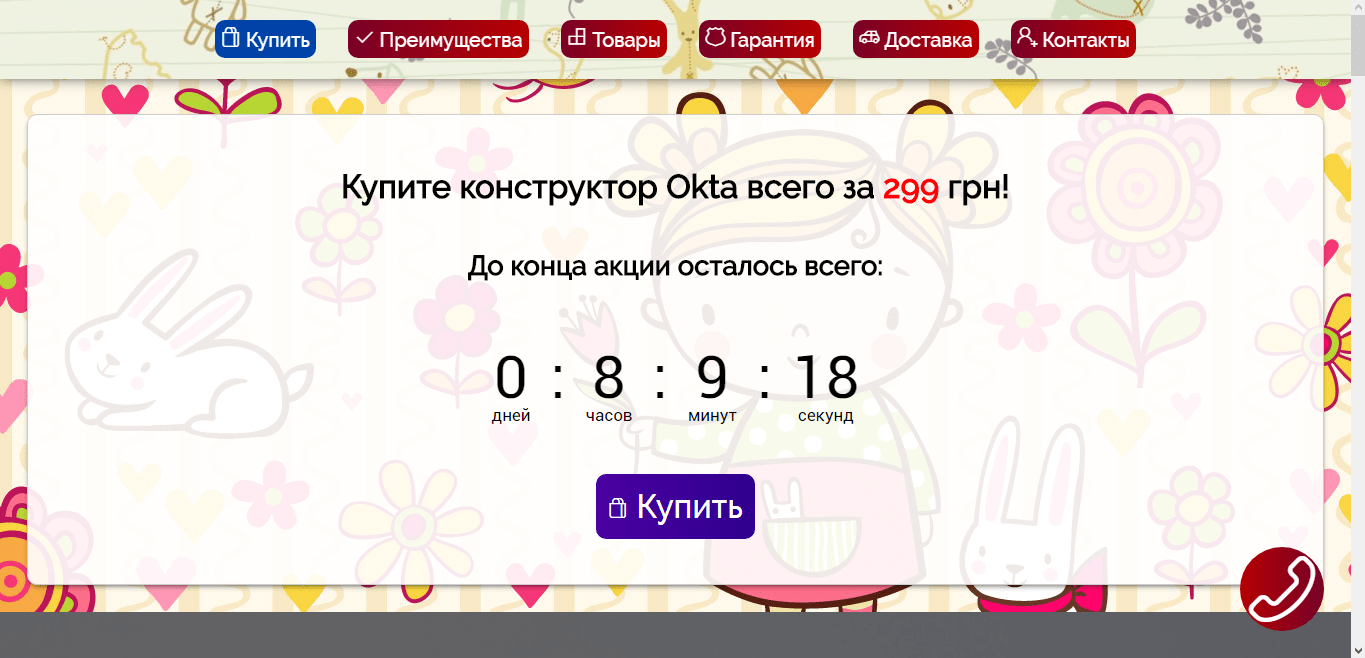 Купить Преимущества Товары Гарантия Доставка Контакты
Купите конструктор Okta всего за 299 грн!
До конца акции осталось всего:
0 : 8 : 9 : 18
дней часов минут секунд
Купить